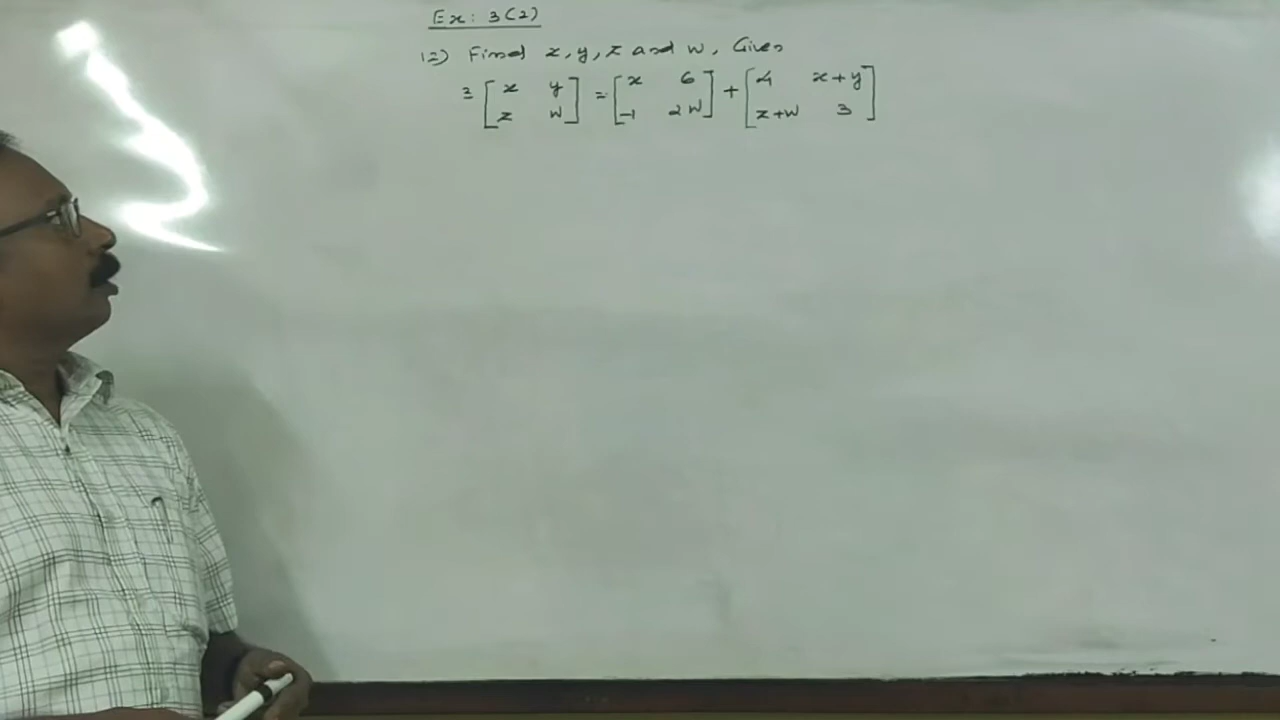 Ex: 3(2)
12) Find x, y, z and w, Given
3 [ x y ] = [ x 6 ] + [ 4 x+y ]
[ z w ] [ -1 2w ] [ z+w 3 ]